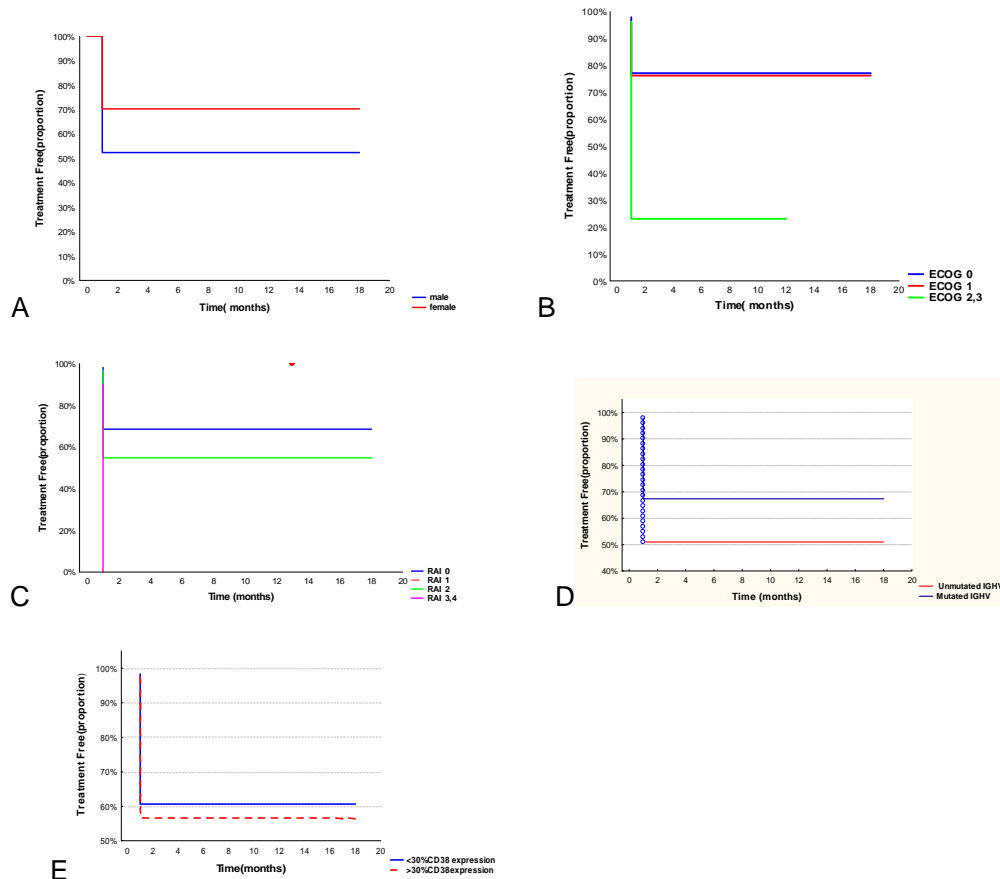 100%
90%
80%
70%
60%
50%
40%
30%
20%
10%
0%
Treatment Free(proportion)
0 2 4 6 8 10 12 14 16 18 20
Time( months)
male
female
A
100%
90%
80%
70%
60%
50%
40%
30%
20%
10%
0%
Treatment Free(proportion)
0 2 4 6 8 10 12 14 16 18 20
Time( months)
ECOG 0
ECOG 1
ECOG 2,3
B
100%
80%
60%
40%
20%
0%
Treatment Free(proportion)
0 2 4 6 8 10 12 14 16 18 20
Time (months)
RAI 0
RAI 1
RAI 2
RAI 3,4
C
100%
90%
80%
70%
60%
50%
40%
Treatment Free(proportion)
0 2 4 6 8 10 12 14 16 18 20
Time (months)
Unmutated IGHV
Mutated IGHV
D
100%
90%
80%
70%
60%
50%
Treatment Free(proportion)
0 2 4 6 8 10 12 14 16 18 20
Time(months)
<30%CD38 expression
>30%CD38expression
E